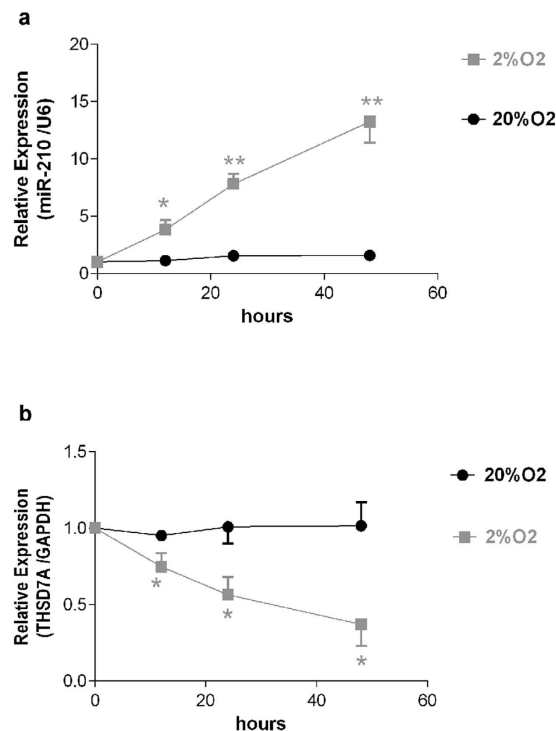 a
Relative Expression
(miR-210 /U6)
20
15
10
5
0
*
**
**
0
20
40
60
hours
2%O2
20%O2
b
Relative Expression
(THSD7A /GAPDH)
1.5
1.0
0.5
0.0
*
*
*
0
20
40
60
hours
20%O2
2%O2